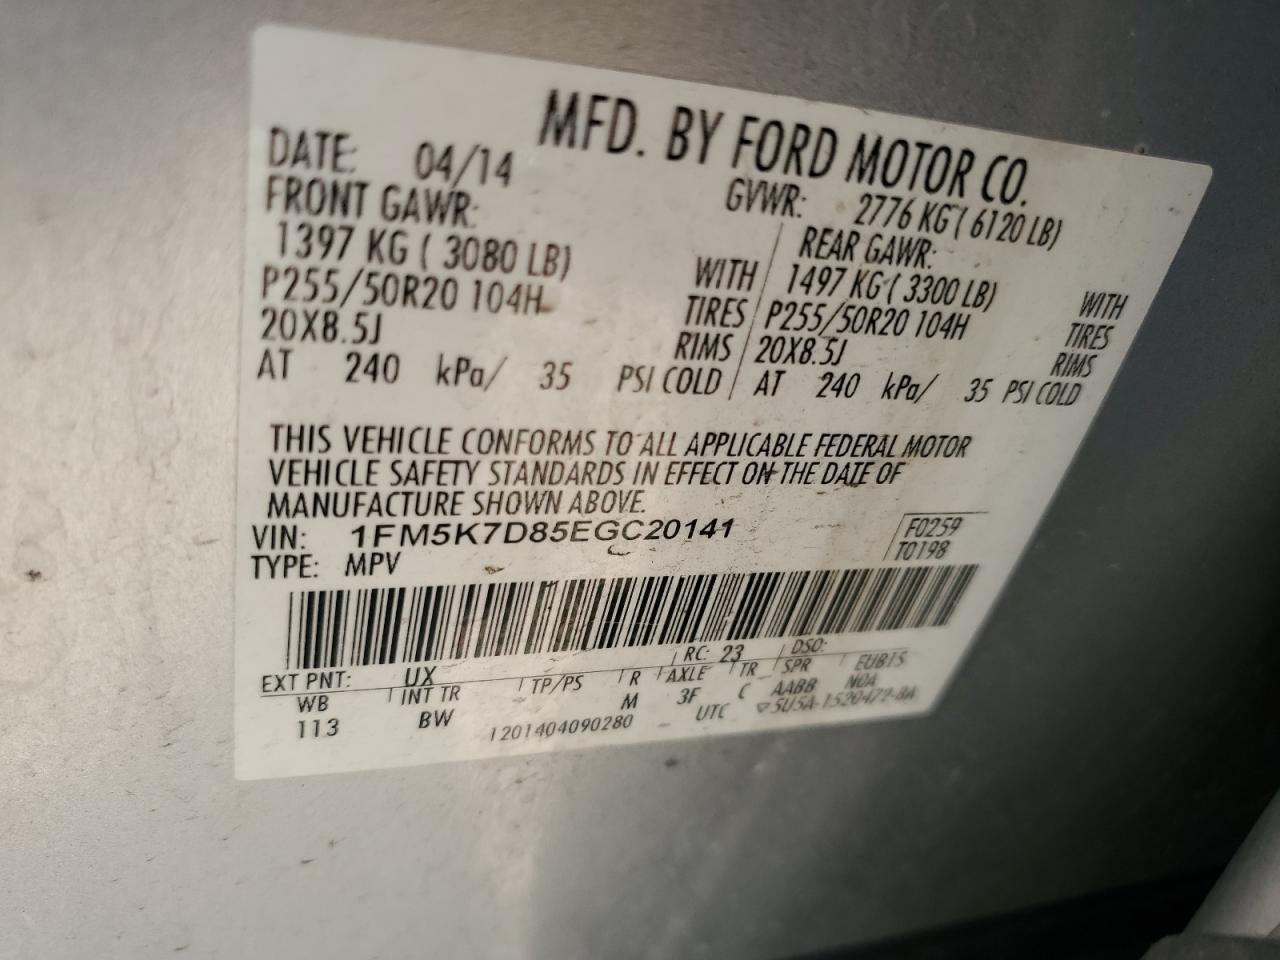 MFD. BY FORD MOTOR CO.
DATE: 04/14 GVWR: 2776 KG ( 6120 LB)
FRONT GAWR: REAR GAWR:
1397 KG ( 3080 LB) WITH / 1497 KG ( 3300 LB) WITH
P255/50R20 104H TIRES P255/50R20 104H TIRES
20X8.5J RIMS 20X8.5J RIMS
AT 240 kPa/ 35 PSI COLD / AT 240 kPa/ 35 PSI COLD
THIS VEHICLE CONFORMS TO ALL APPLICABLE FEDERAL MOTOR
VEHICLE SAFETY STANDARDS IN EFFECT ON THE DATE OF
MANUFACTURE SHOWN ABOVE.
VIN: 1FM5K7D85EGC20141 F0259
TYPE: MPV T0198
EXT PNT: UX RC: 23 DSO:
WB INT TR TP/PS R AXLE TR SPR EUB15
113 BW M 3F C AABB N0A
1201404090280 UTC ▽5U5A-1520472-BA